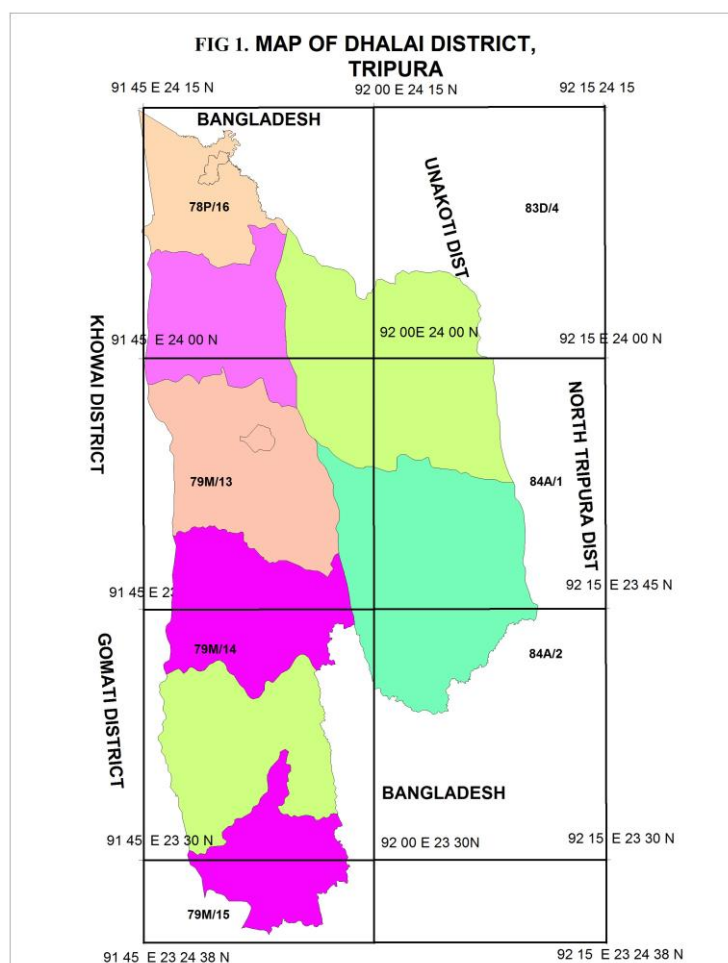 FIG 1. MAP OF DHALAI DISTRICT,
TRIPURA
91 45 E 24 15 N
92 00 E 24 15 N
92 15 24 15
BANGLADESH
78P/16
UNAKOTI DIST
83D/4
KHOWAI DISTRICT
91 45 E 24 00 N
92 00E 24 00 N
92 15 E 24 00 N
79M/13
84A/1
NORTH TRIPURA DIST
91 45 E 23
92 15 E 23 45 N
GOMATI DISTRICT
79M/14
84A/2
BANGLADESH
91 45 E 23 30 N
92 00 E 23 30N
92 15 E 23 30 N
79M/15
91 45 E 23 24 38 N
92 15 E 23 24 38 N